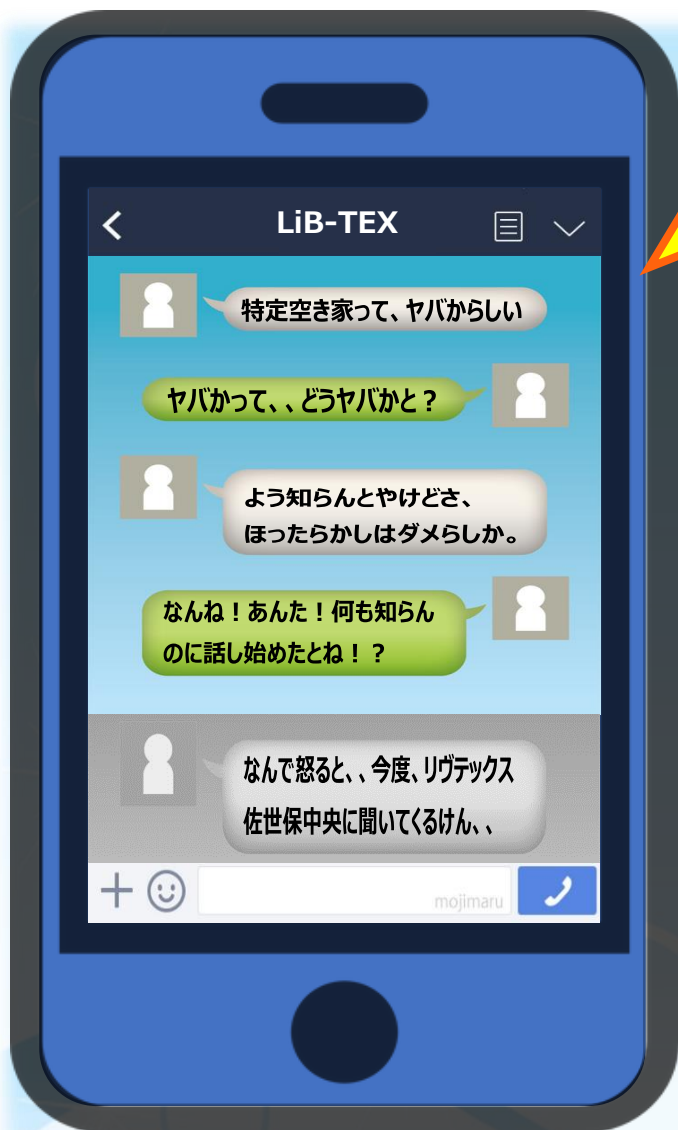 LiB-TEX
特定空き家って、ヤバからしい
ヤバかって、、どうヤバかと？
よう知らんとやけどさ、
ほったらかしはダメらしか。
なんね！あんた！何も知らん
のに話し始めたとね！？
なんで怒ると、、今度、リヴテックス
佐世保中央に聞いてくるけん、、
mojimaru